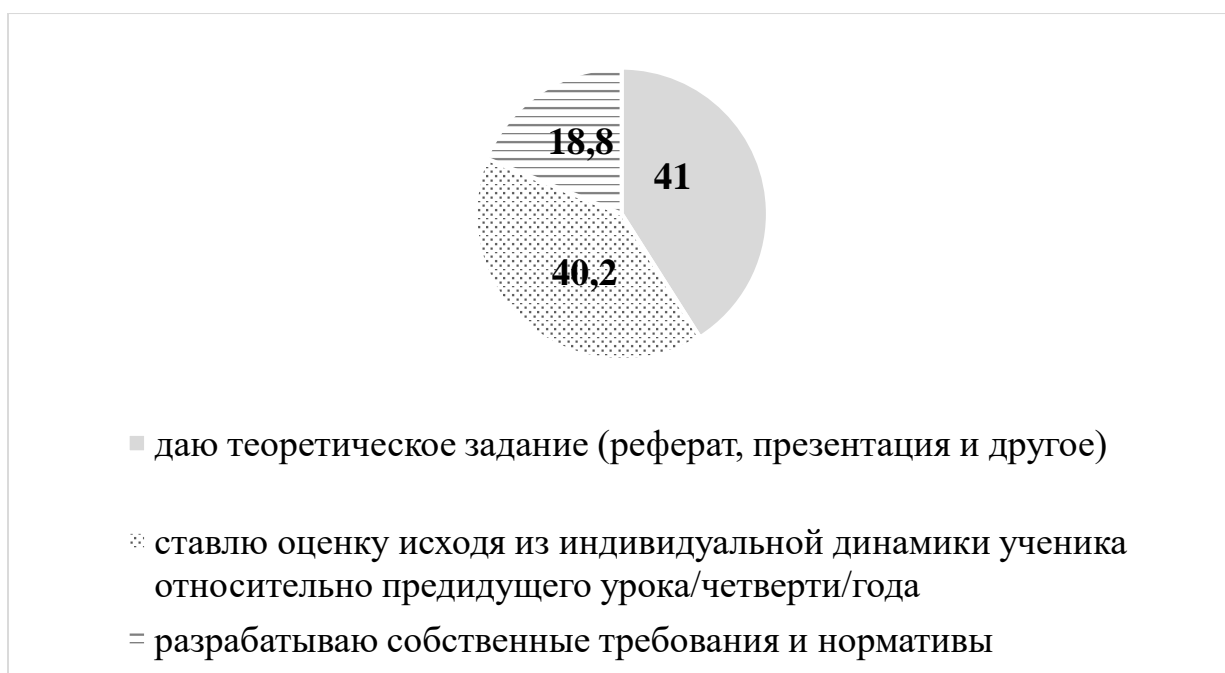 18,8
41
40,2
даю теоретическое задание (реферат, презентация и другое)
ставлю оценку исходя из индивидуальной динамики ученика
относительно предидущего урока/четверти/года
разрабатываю собственные требования и нормативы